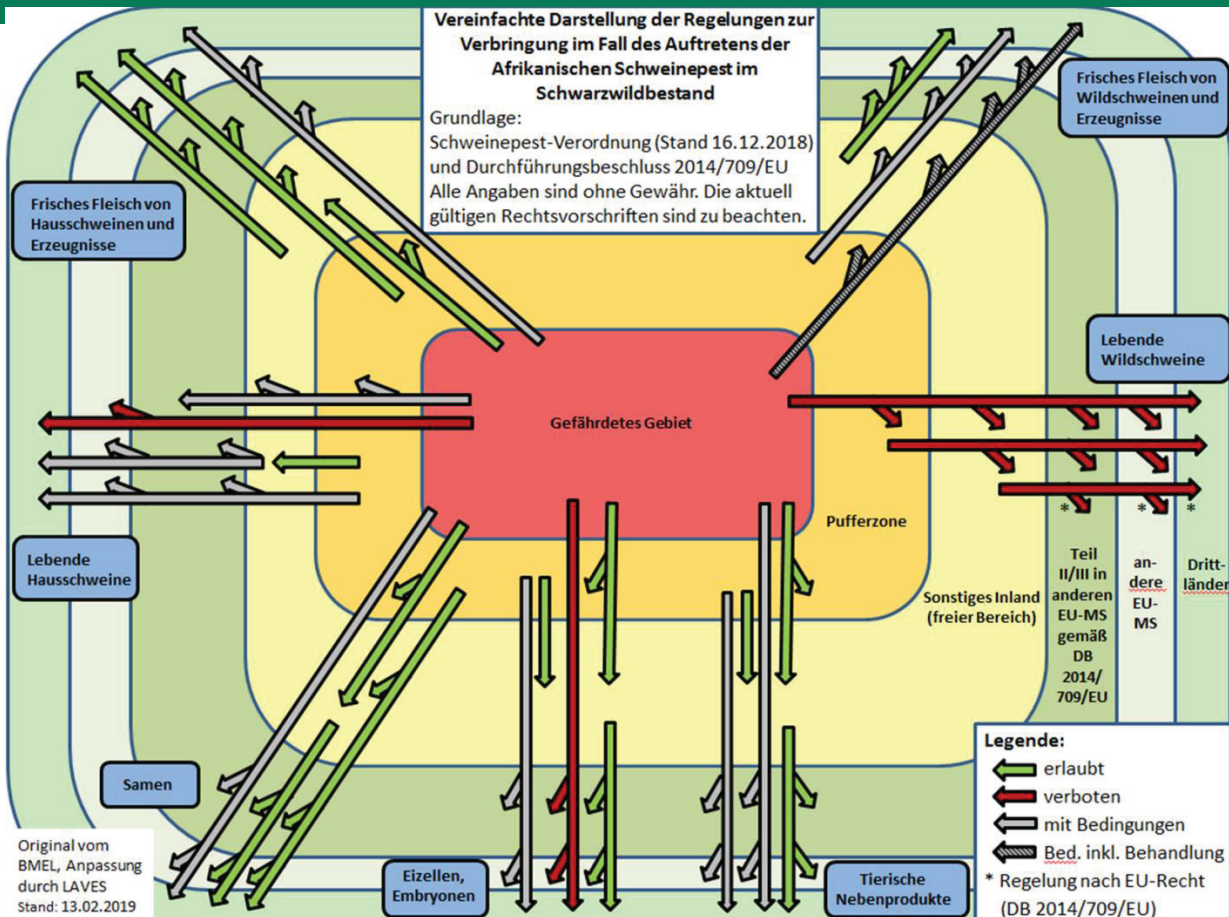 Vereinfachte Darstellung der Regelungen zur
Verbringung im Fall des Auftretens der
Afrikanischen Schweinepest im
Schwarzwildbestand
Grundlage:
Schweinepest-Verordnung (Stand 16.12.2018)
und Durchführungsbeschluss 2014/709/EU
Alle Angaben sind ohne Gewähr. Die aktuell
gültigen Rechtsvorschriften sind zu beachten.
Frisches Fleisch von
Wildschweinen und
Erzeugnisse
Frisches Fleisch von
Hausschweinen und
Erzeugnisse
Lebende
Wildschweine
Gefährdetes Gebiet
Pufferzone
Lebende
Hausschweine
Sonstiges Inland
(freier Bereich)
*
Teil
II/III in
anderen
EU-MS
gemäß
DB
2014/
709/EU
*
an-
dere
EU-
MS
*
Dritt-
länder
Samen
Eizellen,
Embryonen
Tierische
Nebenprodukte
Legende:
erlaubt
verboten
mit Bedingungen
Bed. inkl. Behandlung
* Regelung nach EU-Recht
(DB 2014/709/EU)
Original vom
BMEL, Anpassung
durch LAVES
Stand: 13.02.2019